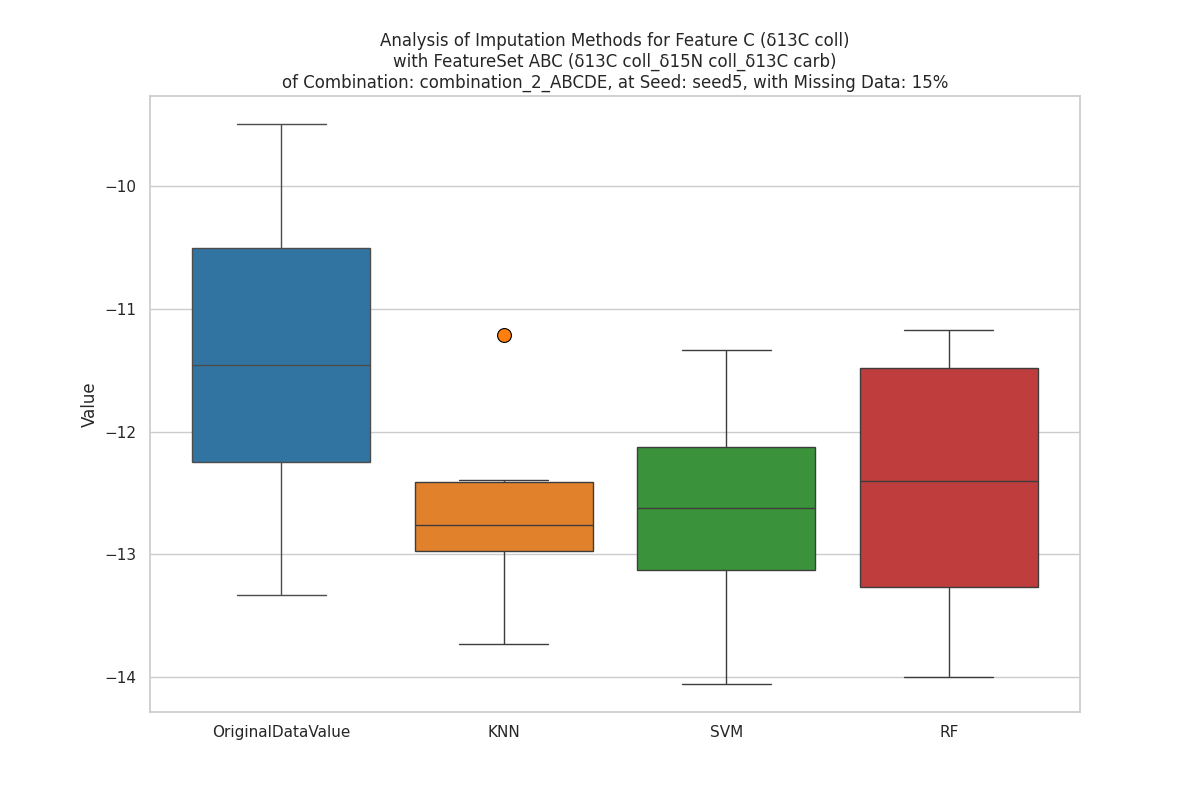 Analysis of Imputation Methods for Feature C (δ13C coll)
with FeatureSet ABC (δ13C coll_δ15N coll_δ13C carb)
of Combination: combination_2_ABCDE, at Seed: seed5, with Missing Data: 15%
Value
−10
−11
−12
−13
−14
OriginalDataValue
KNN
SVM
RF